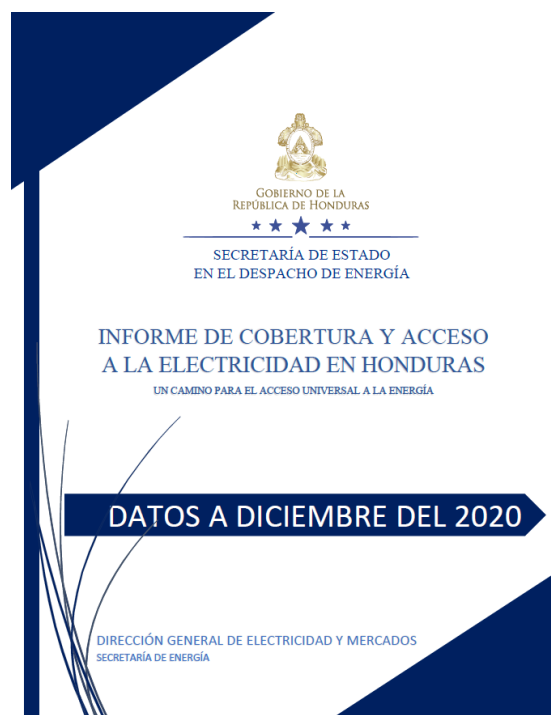 GOBIERNO DE LA
REPÚBLICA DE HONDURAS
SECRETARÍA DE ESTADO
EN EL DESPACHO DE ENERGÍA
INFORME DE COBERTURA Y ACCESO
A LA ELECTRICIDAD EN HONDURAS
UN CAMINO PARA EL ACCESO UNIVERSAL A LA ENERGÍA
DATOS A DICIEMBRE DEL 2020
DIRECCIÓN GENERAL DE ELECTRICIDAD Y MERCADOS
SECRETARÍA DE ENERGÍA